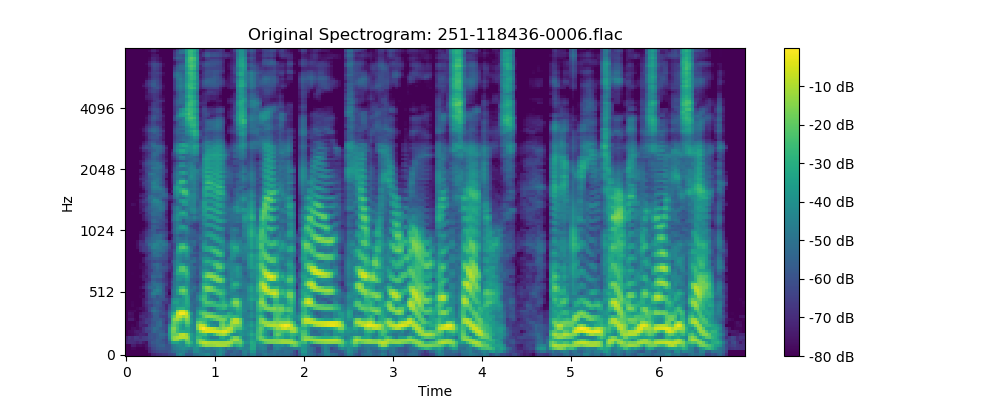 Original Spectrogram: 251-118436-0006.flac
Hz
4096
2048
1024
512
0
0 1 2 3 4 5 6
Time
-10 dB
-20 dB
-30 dB
-40 dB
-50 dB
-60 dB
-70 dB
-80 dB